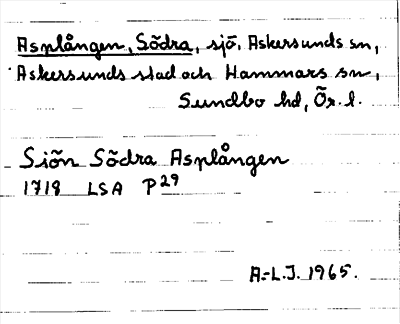 Asplången, Södra, sjö, Askersunds sn,
Askersunds stad och Hammars sn,
Sundbo hd, Ör. l.
Siön Södra Asplången
1718 LSA P29
A.-L.J. 1965.